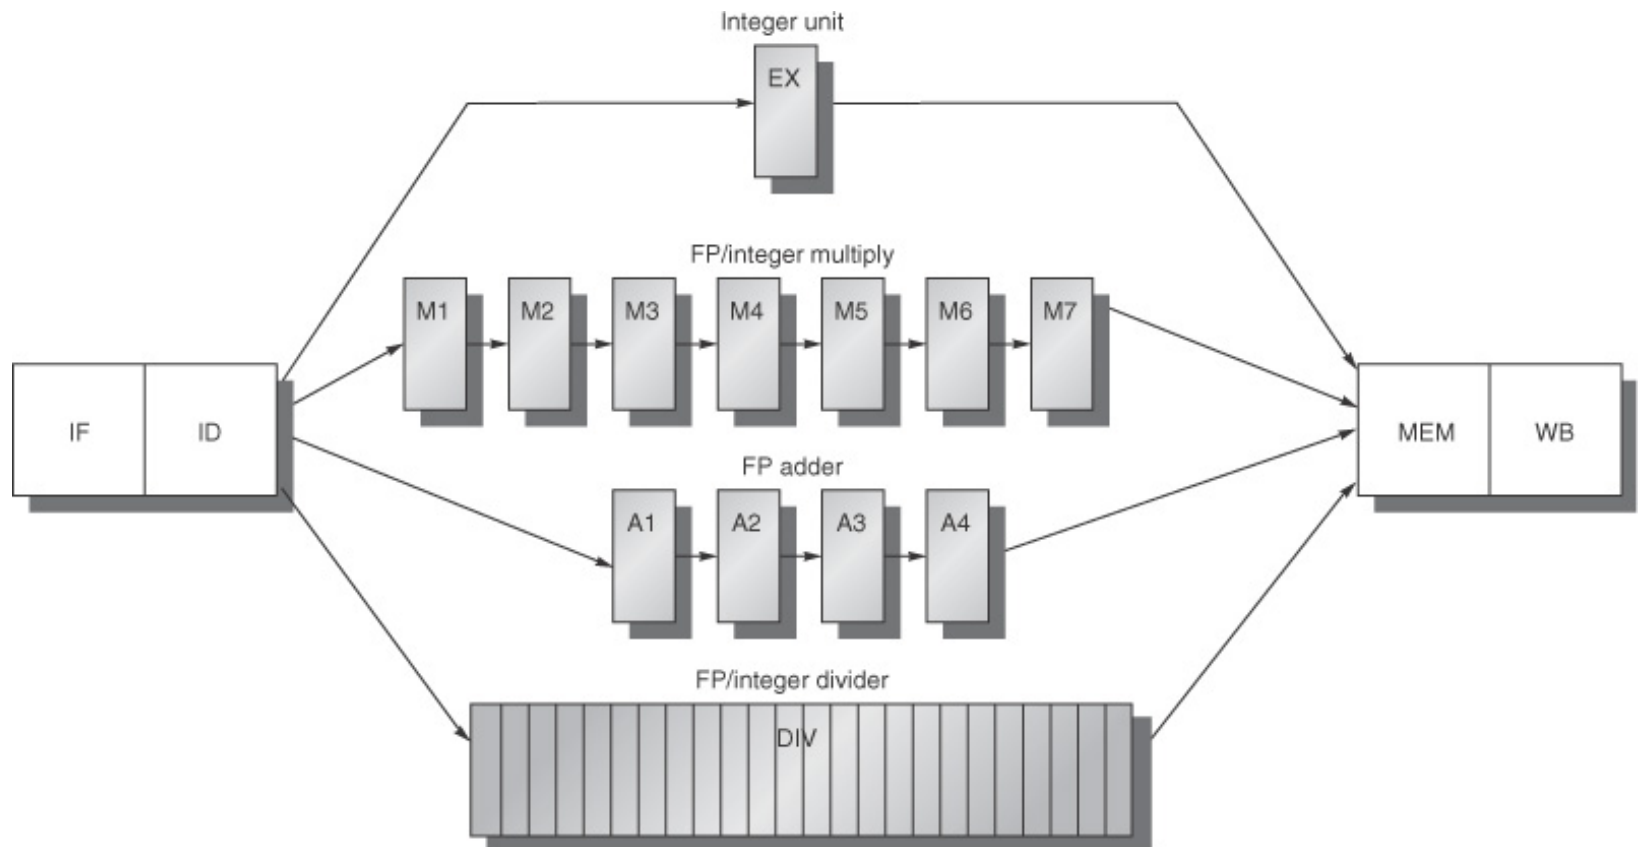 Integer unit
EX
FP/integer multiply
M1 M2 M3 M4 M5 M6 M7
IF ID
MEM WB
FP adder
A1 A2 A3 A4
FP/integer divider
DIV